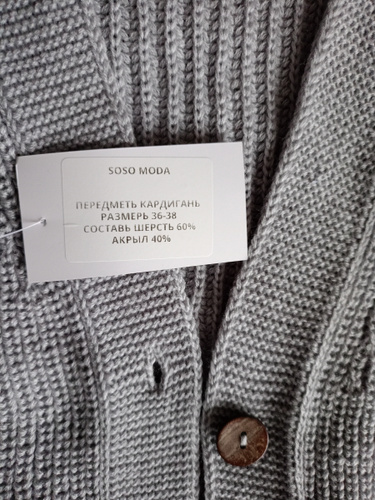 SOSO MODA
ПЕРЕДМЕТЬ КАРДИГАНЬ
РАЗМЕРЬ 36-38
СОСТАВЬ ШЕРСТЬ 60%
АКРЫЛ 40%